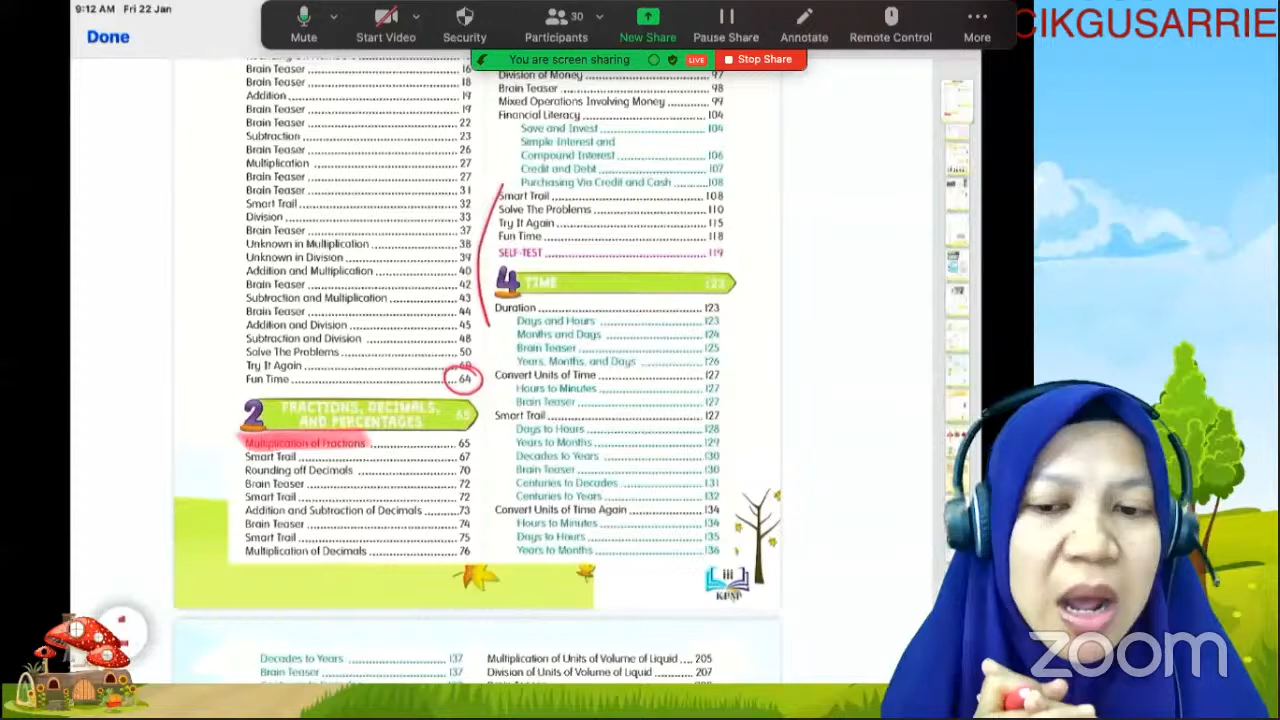 9:12 AM Fri 22 Jan
Done
Mute
Start Video
Security
Participants
30
New Share
Pause Share
Annotate
Remote Control
More
You are screen sharing
LIVE
Stop Share
CIKGUSARRIE
Brain Teaser 16
Brain Teaser 18
Addition 19
Brain Teaser 19
Brain Teaser 22
Subtraction 23
Brain Teaser 26
Multiplication 27
Brain Teaser 27
Brain Teaser 31
Smart Trail 32
Division 33
Brain Teaser 37
Unknown in Multiplication 38
Unknown in Division 39
Addition and Multiplication 40
Brain Teaser 42
Subtraction and Multiplication 43
Brain Teaser 44
Addition and Division 45
Subtraction and Division 48
Solve The Problems 50
Try It Again
Fun Time 64
2 FRACTIONS, DECIMALS, AND PERCENTAGES 65
Multiplication of Fractions 65
Smart Trail 67
Rounding off Decimals 70
Brain Teaser 72
Smart Trail 72
Addition and Subtraction of Decimals 73
Brain Teaser 74
Smart Trail 75
Multiplication of Decimals 76
Division of Money 97
Brain Teaser 98
Mixed Operations Involving Money 99
Financial Literacy 104
Save and Invest 104
Simple Interest and
Compound Interest 106
Credit and Debt 107
Purchasing Via Credit and Cash 108
Smart Trail 108
Solve The Problems 110
Try It Again 115
Fun Time 118
SELF-TEST 119
4 TIME 123
Duration 123
Days and Hours 123
Months and Days 124
Brain Teaser 125
Years, Months, and Days 126
Convert Units of Time 127
Hours to Minutes 127
Brain Teaser 127
Smart Trail 127
Days to Hours 128
Years to Months 129
Decades to Years 130
Brain Teaser 130
Centuries to Decades 131
Centuries to Years 132
Convert Units of Time Again 134
Hours to Minutes 134
Days to Hours 135
Years to Months 136
iii
KPM
Decades to Years 137
Brain Teaser 137
Multiplication of Units of Volume of Liquid 205
Division of Units of Volume of Liquid 207
zoom